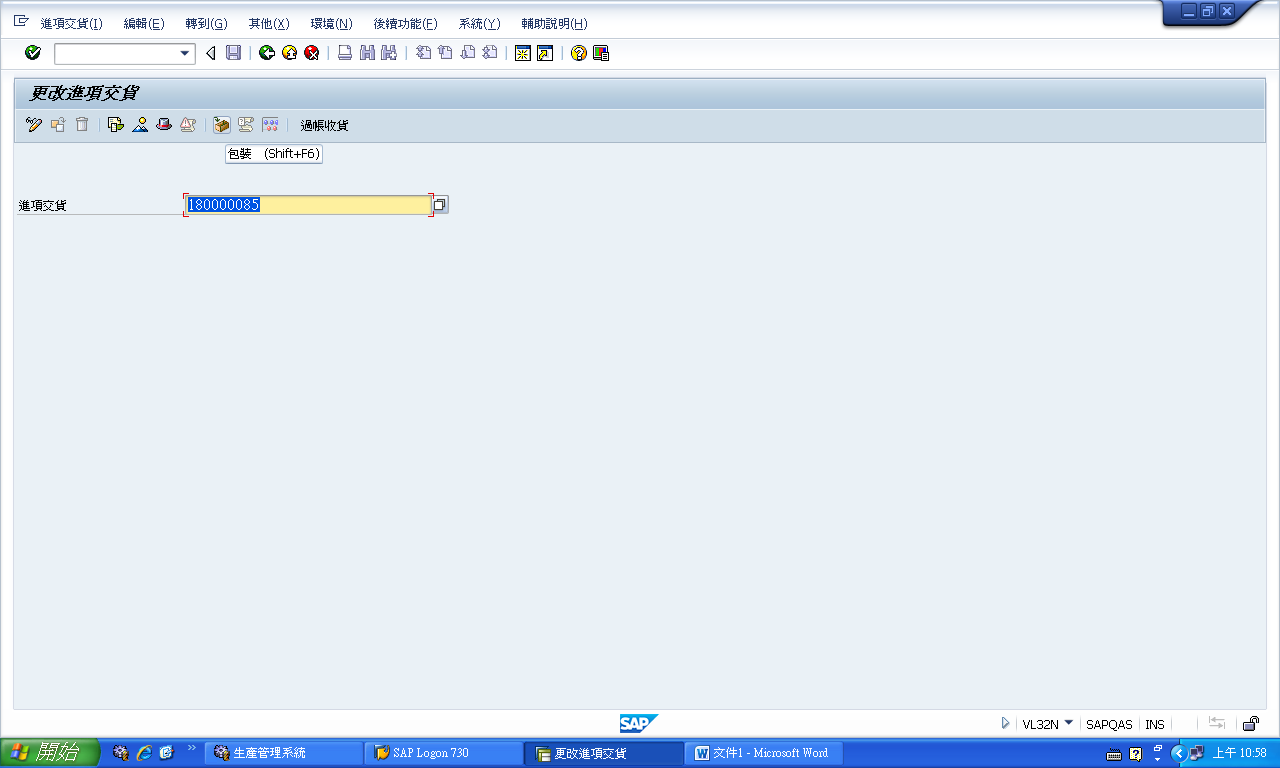 進項交貨(I) 編輯(E) 轉到(G) 其他(X) 環境(N) 後續功能(F) 系統(Y) 輔助說明(H)
更改進項交貨
過帳收貨
包裝 (Shift+F6)
進項交貨 180000085
SAP VL32N SAPQAS INS
開始 生產管理系統 SAP Logon 730 更改進項交貨 文件1 - Microsoft Word 上午 10:58